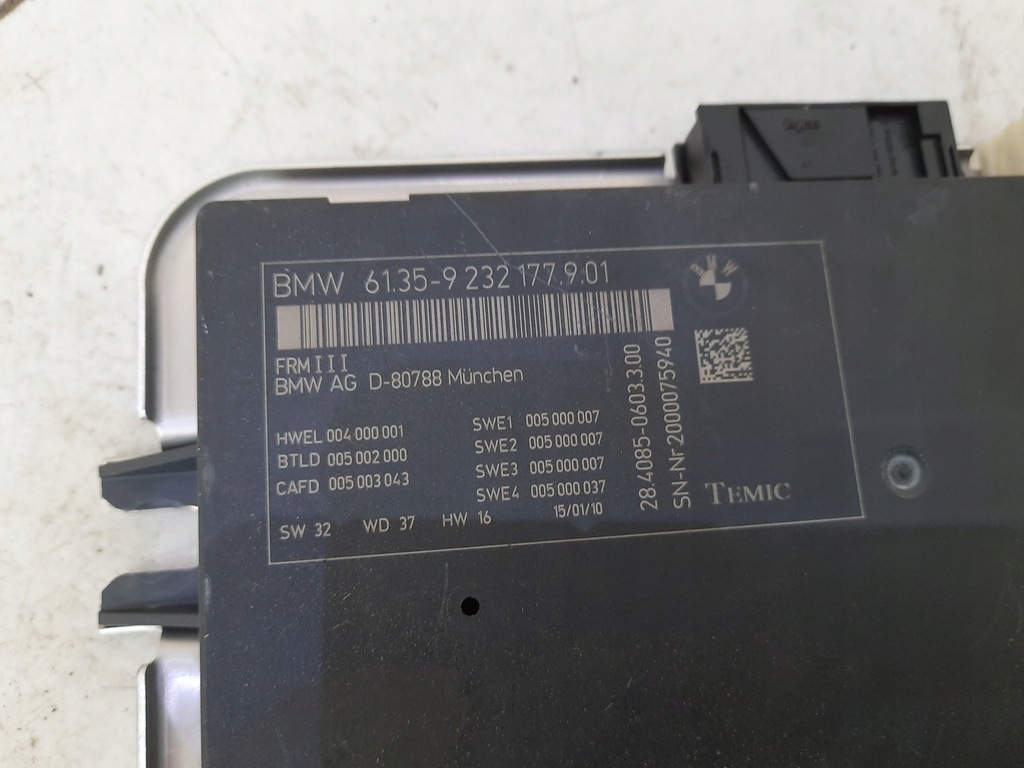 BMW 61.35-9 232 177.9.01
FRM III
BMW AG D-80788 München
HWEL 004 000 001
BTLD 005 002 000
CAFD 005 003 043
SW 32 WD 37 HW 16
SWE1 005 000 007
SWE2 005 000 007
SWE3 005 000 007
SWE4 005 000 037
15/01/10
28.4085-0603.3.00
SN-Nr2000075940
BMW
TEMIC